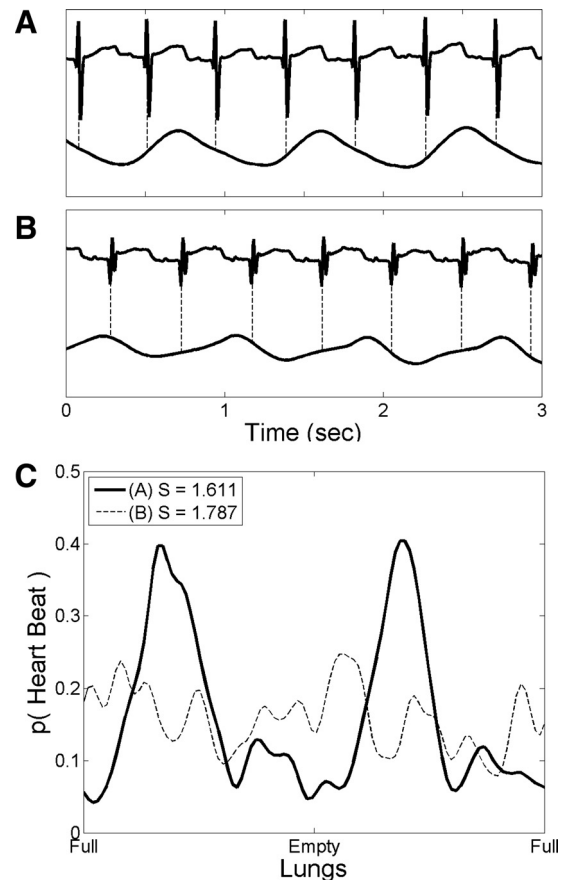 A
B
0 1 2 3
Time (sec)
C
0.5
(A) S = 1.611
(B) S = 1.787
0.4
0.3
0.2
0.1
0
p( Heart Beat )
Full Empty Full
Lungs